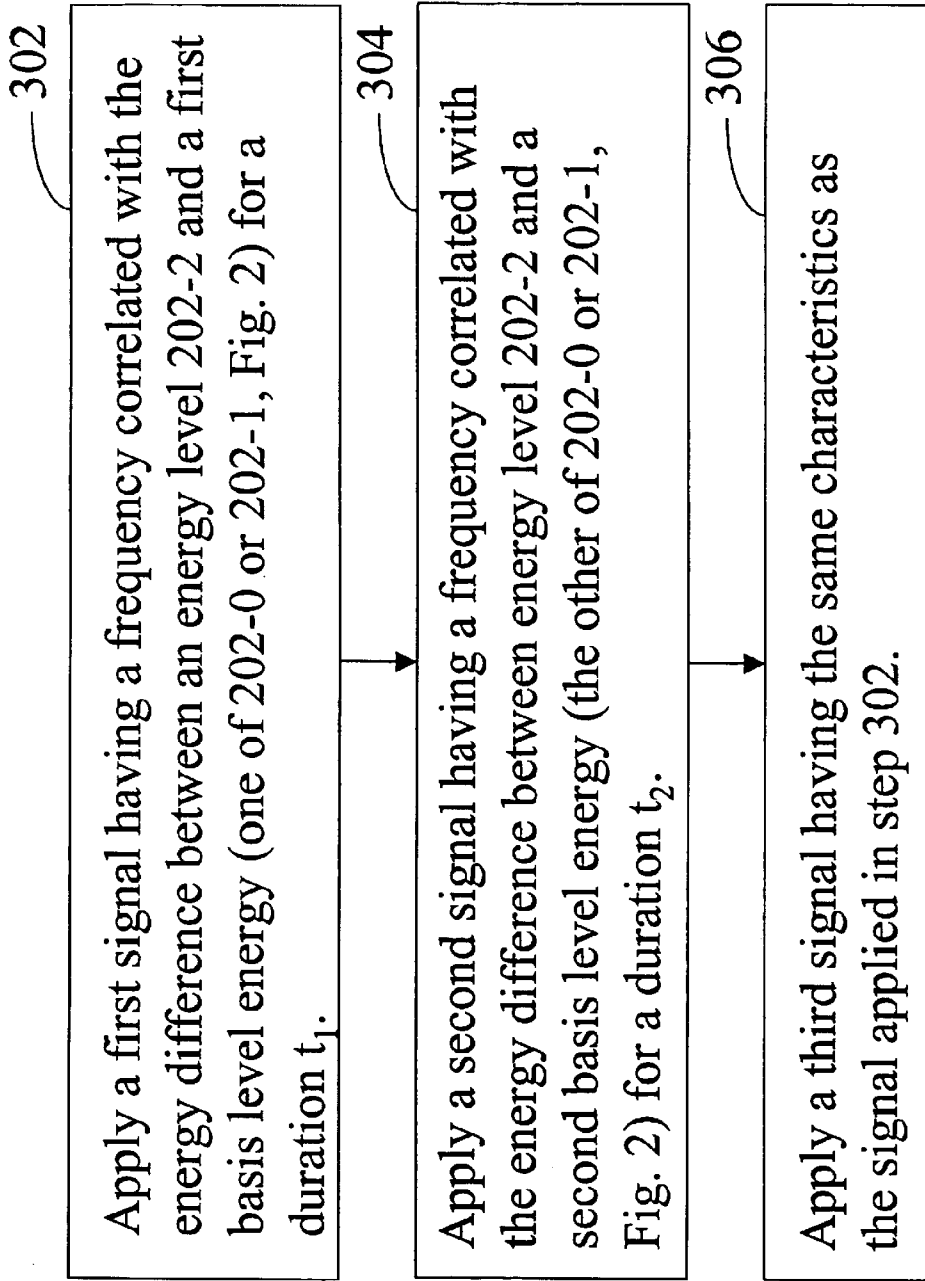 302
Apply a first signal having a frequency correlated with the
energy difference between an energy level 202-2 and a first
basis level energy (one of 202-0 or 202-1, Fig. 2) for a
duration t₁.
304
Apply a second signal having a frequency correlated with
the energy difference between energy level 202-2 and a
second basis level energy (the other of 202-0 or 202-1,
Fig. 2) for a duration t₂.
306
Apply a third signal having the same characteristics as
the signal applied in step 302.